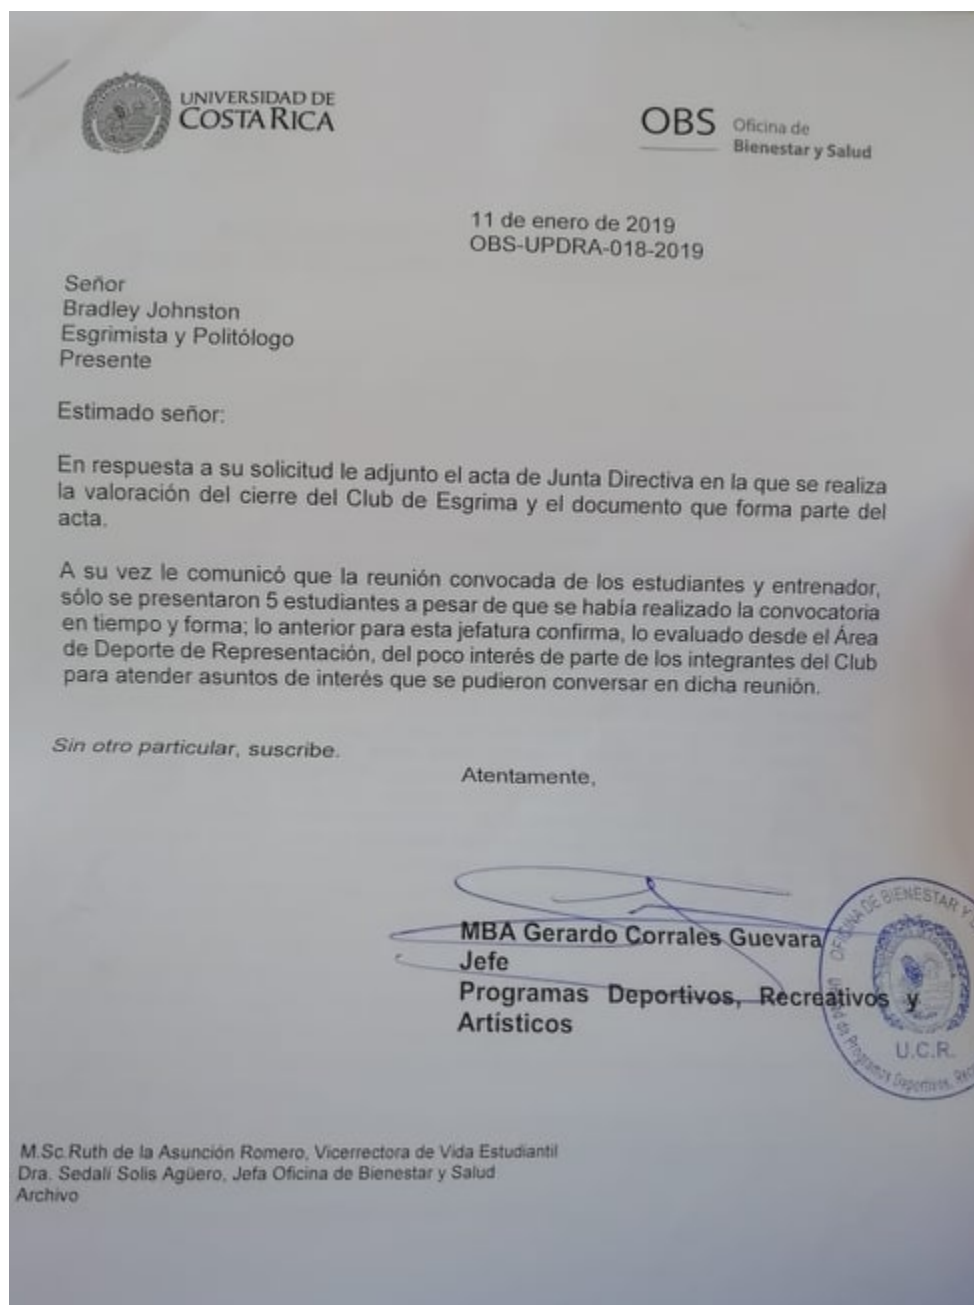 UNIVERSIDAD DE
COSTA RICA
OBS Oficina de
Bienestar y Salud
11 de enero de 2019
OBS-UPDRA-018-2019
Señor
Bradley Johnston
Esgrimista y Politólogo
Presente
Estimado señor:
En respuesta a su solicitud le adjunto el acta de Junta Directiva en la que se realiza
la valoración del cierre del Club de Esgrima y el documento que forma parte del
acta.
A su vez le comunicó que la reunión convocada de los estudiantes y entrenador,
sólo se presentaron 5 estudiantes a pesar de que se había realizado la convocatoria
en tiempo y forma; lo anterior para esta jefatura confirma, lo evaluado desde el Área
de Deporte de Representación, del poco interés de parte de los integrantes del Club
para atender asuntos de interés que se pudieron conversar en dicha reunión.
Sin otro particular, suscribe.
Atentamente,
MBA Gerardo Corrales Guevara
Jefe
Programas Deportivos, Recreativos y
Artísticos
OFICINA DE BIENESTAR Y
de Programas Deportivos,
U.C.R.
M.Sc.Ruth de la Asunción Romero, Vicerrectora de Vida Estudiantil
Dra. Sedalí Solis Agüero, Jefa Oficina de Bienestar y Salud
Archivo